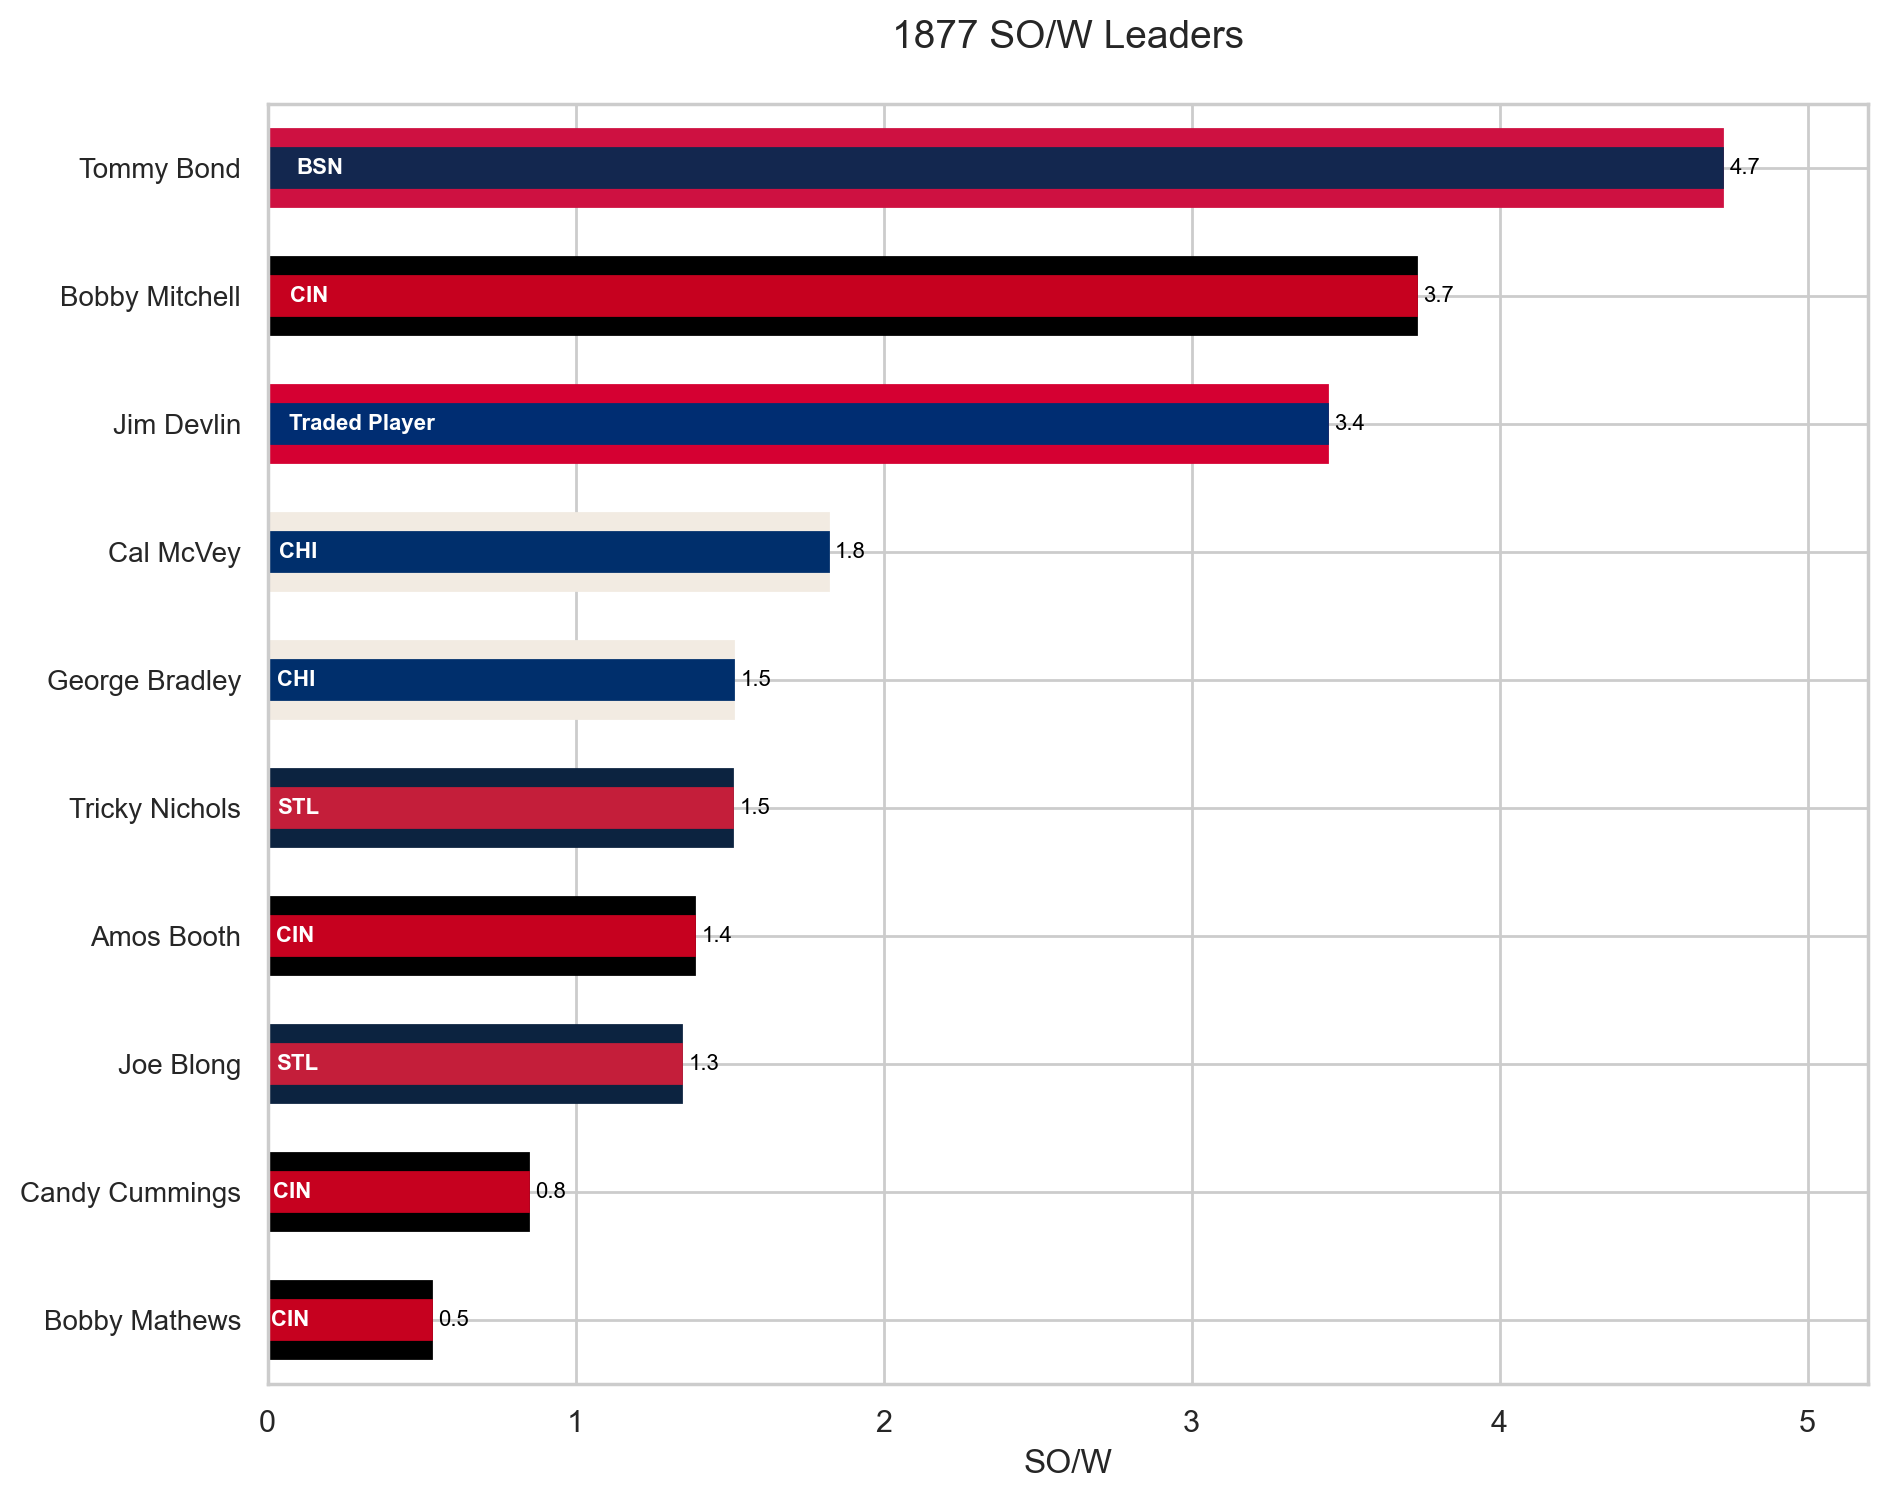 1877 SO/W Leaders
Tommy Bond BSN 4.7
Bobby Mitchell CIN 3.7
Jim Devlin Traded Player 3.4
Cal McVey CHI 1.8
George Bradley CHI 1.5
Tricky Nichols STL 1.5
Amos Booth CIN 1.4
Joe Blong STL 1.3
Candy Cummings CIN 0.8
Bobby Mathews CIN 0.5
0 1 2 3 4 5
SO/W